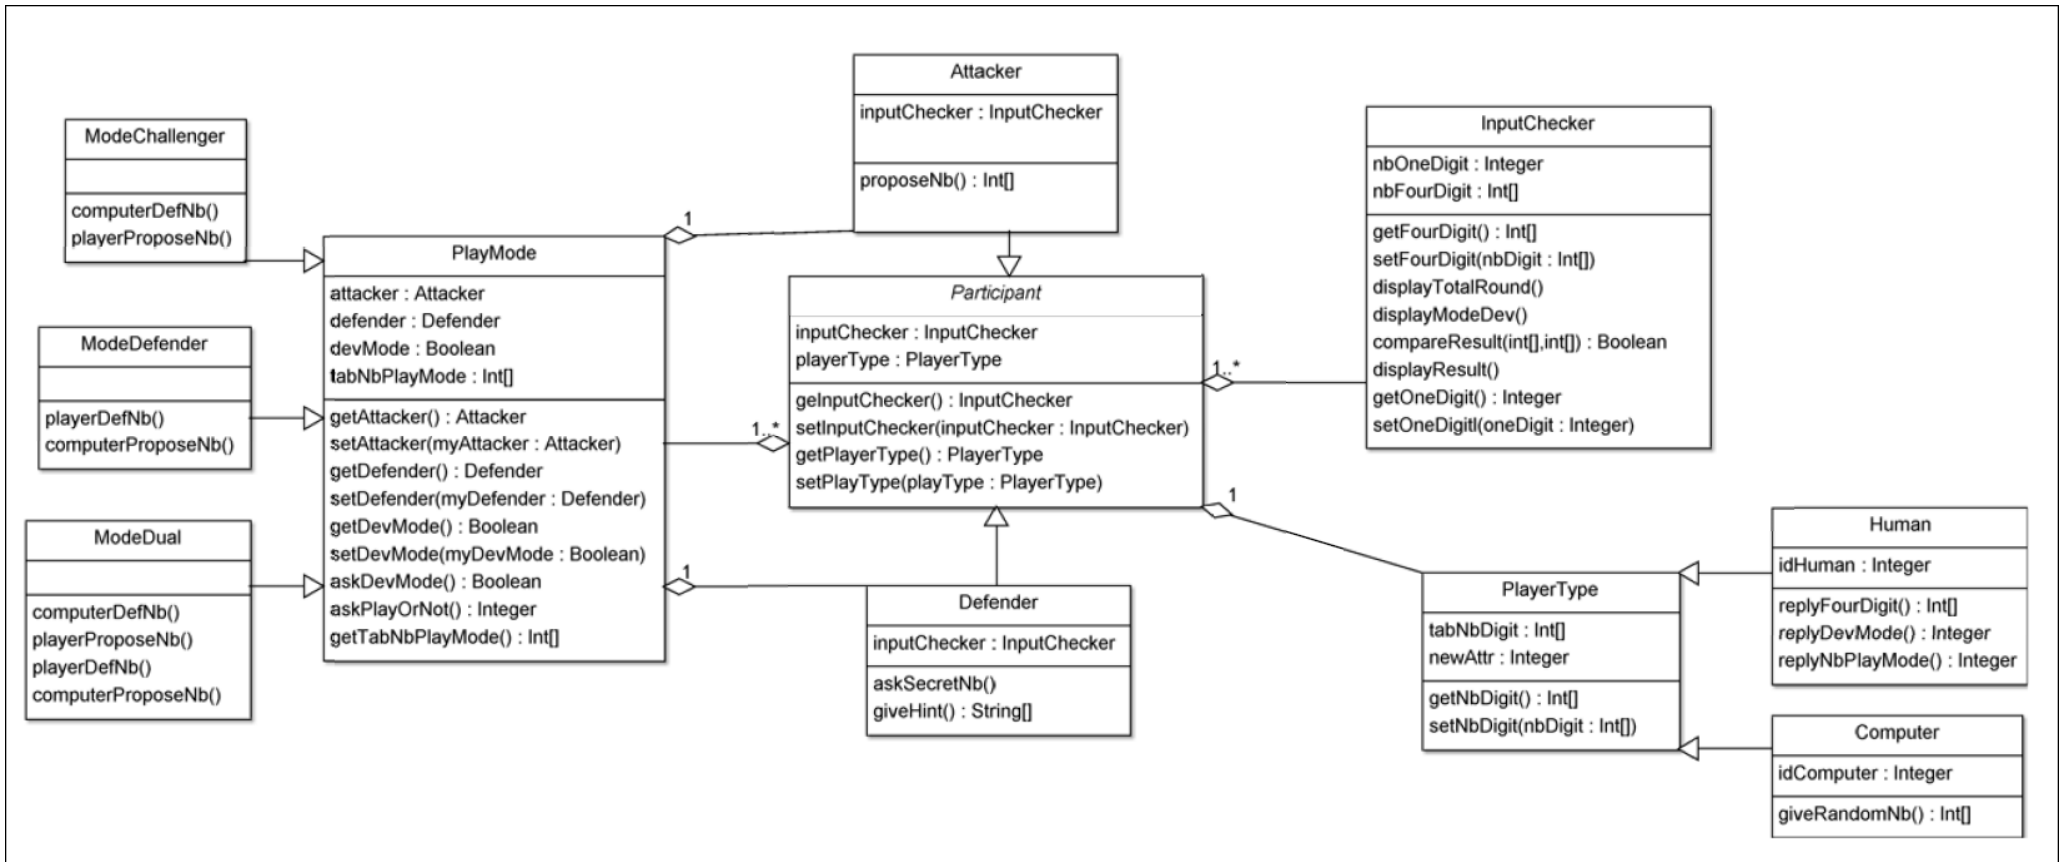 Attacker
inputChecker : InputChecker
proposeNb() : Int[]
ModeChallenger
computerDefNb()
playerProposeNb()
InputChecker
nbOneDigit : Integer
nbFourDigit : Int[]
getFourDigit() : Int[]
setFourDigit(nbDigit : Int[])
displayTotalRound()
displayModeDev()
compareResult(int[],int[]) : Boolean
displayResult()
getOneDigit() : Integer
setOneDigitl(oneDigit : Integer)
1
PlayMode
attacker : Attacker
defender : Defender
devMode : Boolean
tabNbPlayMode : Int[]
getAttacker() : Attacker
setAttacker(myAttacker : Attacker)
getDefender() : Defender
setDefender(myDefender : Defender)
getDevMode() : Boolean
setDevMode(myDevMode : Boolean)
askDevMode() : Boolean
askPlayOrNot() : Integer
getTabNbPlayMode() : Int[]
Participant
inputChecker : InputChecker
playerType : PlayerType
geInputChecker() : InputChecker
setInputChecker(inputChecker : InputChecker)
getPlayerType() : PlayerType
setPlayType(playType : PlayerType)
1..*
1..*
1
1
ModeDefender
playerDefNb()
computerProposeNb()
ModeDual
computerDefNb()
playerProposeNb()
playerDefNb()
computerProposeNb()
Defender
inputChecker : InputChecker
askSecretNb()
giveHint() : String[]
PlayerType
tabNbDigit : Int[]
newAttr : Integer
getNbDigit() : Int[]
setNbDigit(nbDigit : Int[])
Human
idHuman : Integer
replyFourDigit() : Int[]
replyDevMode() : Integer
replyNbPlayMode() : Integer
Computer
idComputer : Integer
giveRandomNb() : Int[]